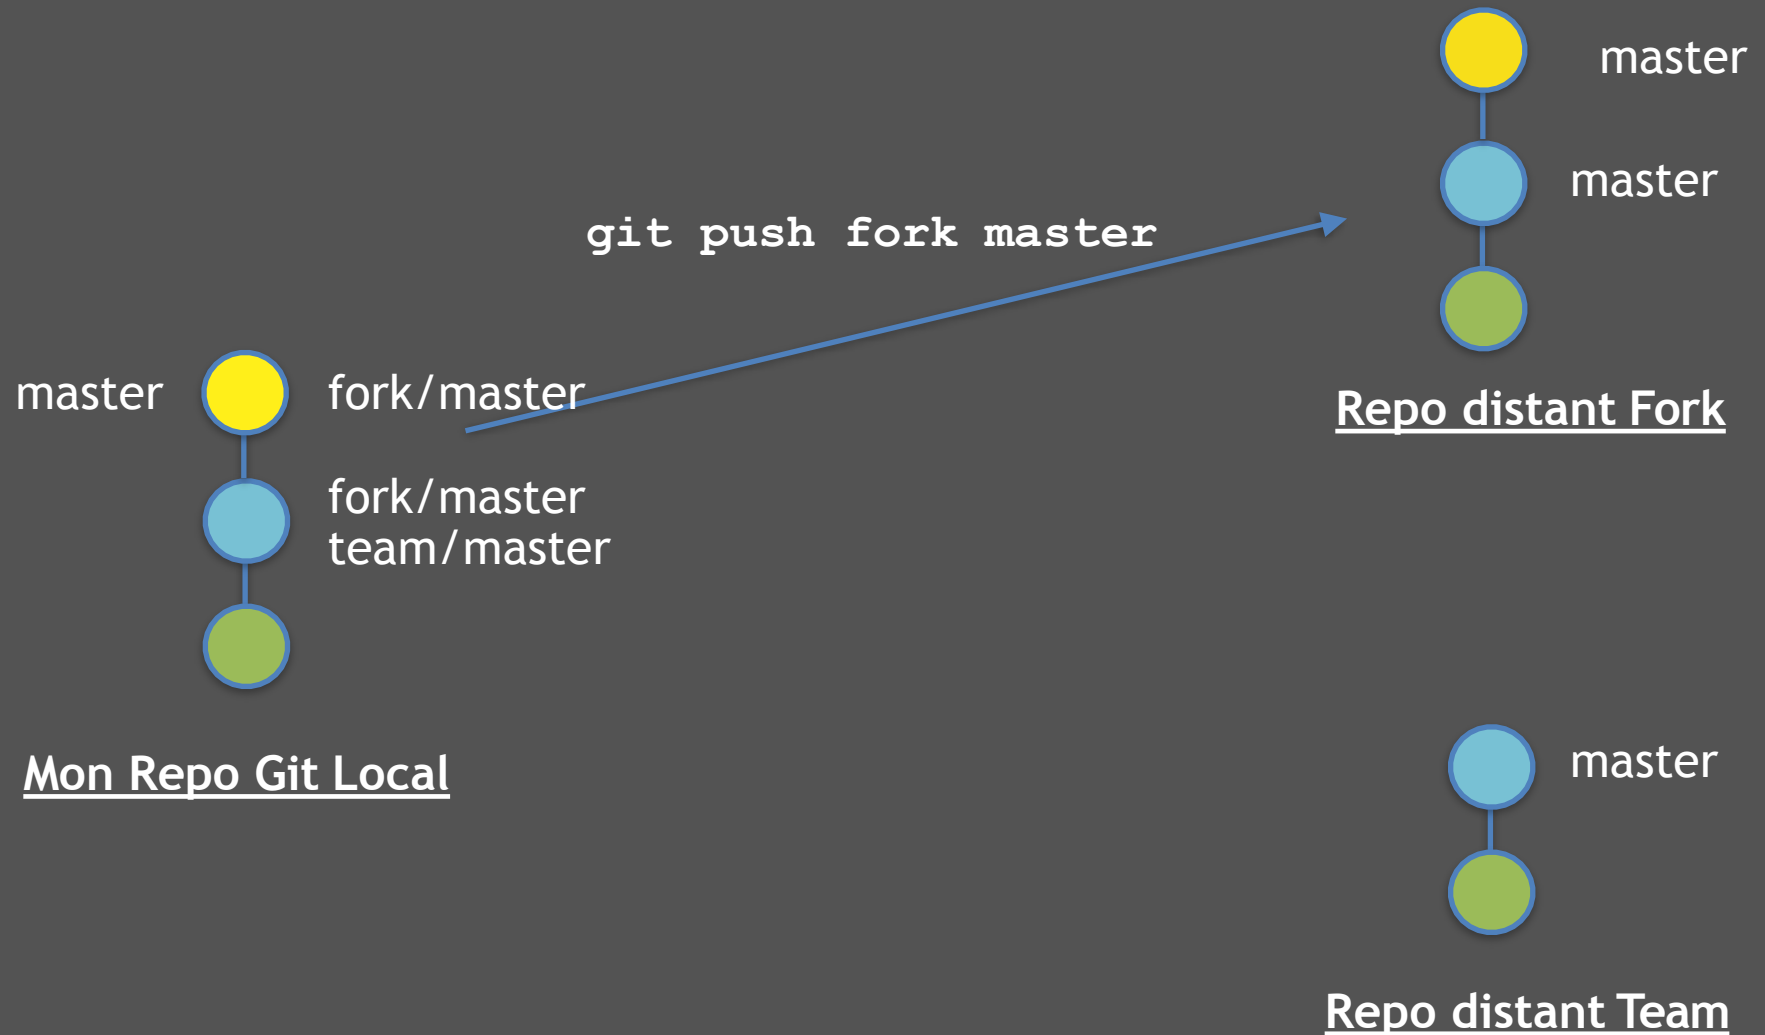 master
master
git push fork master
master
fork/master
Repo distant Fork
fork/master
team/master
Mon Repo Git Local
master
Repo distant Team